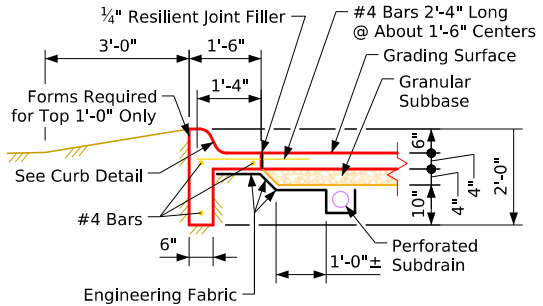 ¼" Resilient Joint Filler
#4 Bars 2'-4" Long
@ About 1'-6" Centers
3'-0"
1'-6"
Grading Surface
1'-4"
Granular
Subbase
Forms Required
for Top 1'-0" Only
6"
4"
4"
2'-0"
10"
See Curb Detail
#4 Bars
6"
1'-0"±
Perforated
Subdrain
Engineering Fabric